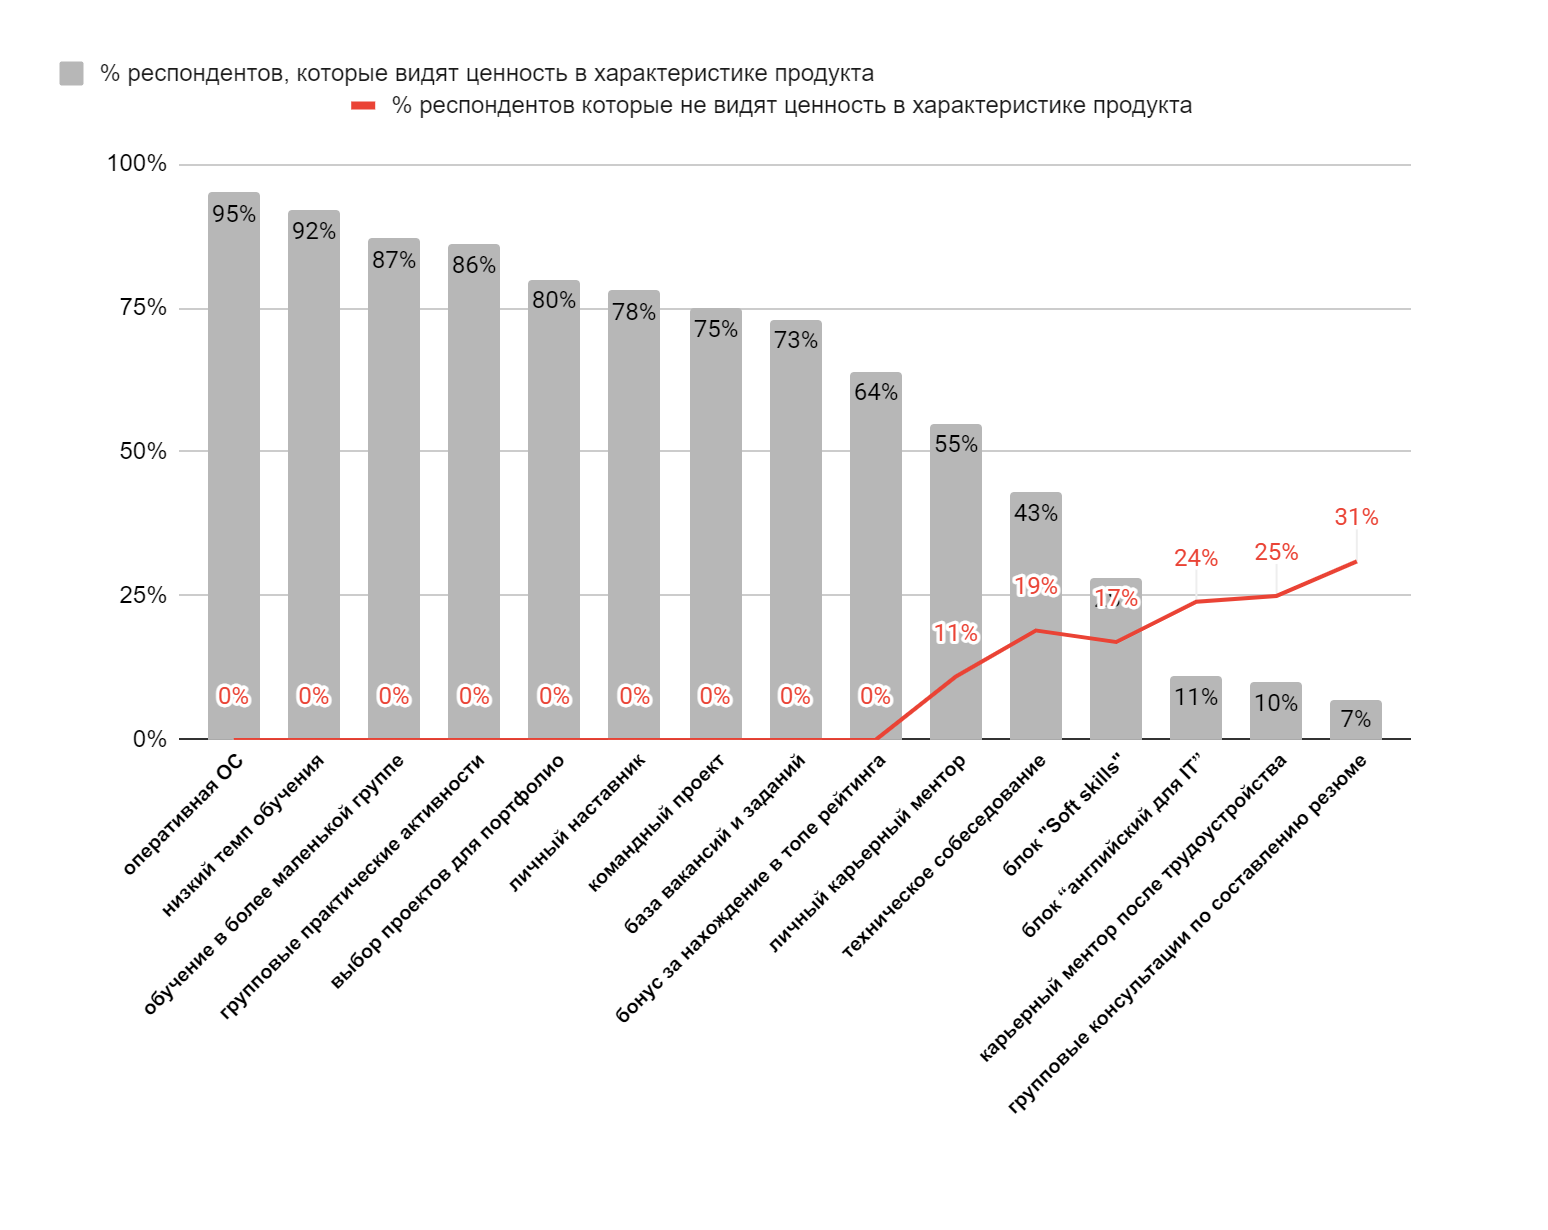 % респондентов, которые видят ценность в характеристике продукта
% респондентов которые не видят ценность в характеристике продукта
100%
75%
50%
25%
0%
95%
92%
87%
86%
80%
78%
75%
73%
64%
55%
43%
11%
10%
7%
0%
0%
0%
0%
0%
0%
0%
0%
0%
11%
19%
17%
24%
25%
31%
оперативная ОС
низкий темп обучения
обучение в более маленькой группе
групповые практические активности
выбор проектов для портфолио
личный наставник
командный проект
база вакансий и заданий
бонус за нахождение в топе рейтинга
личный карьерный ментор
техническое собеседование
блок "Soft skills"
блок “английский для IT”
карьерный ментор после трудоустройства
групповые консультации по составлению резюме